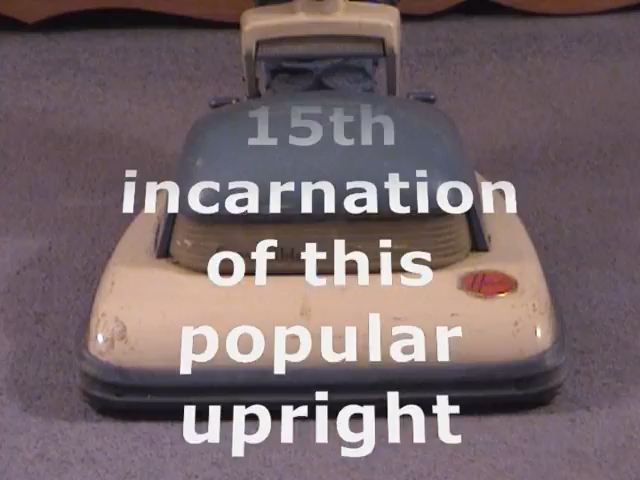 15th
incarnation
of this
popular
upright